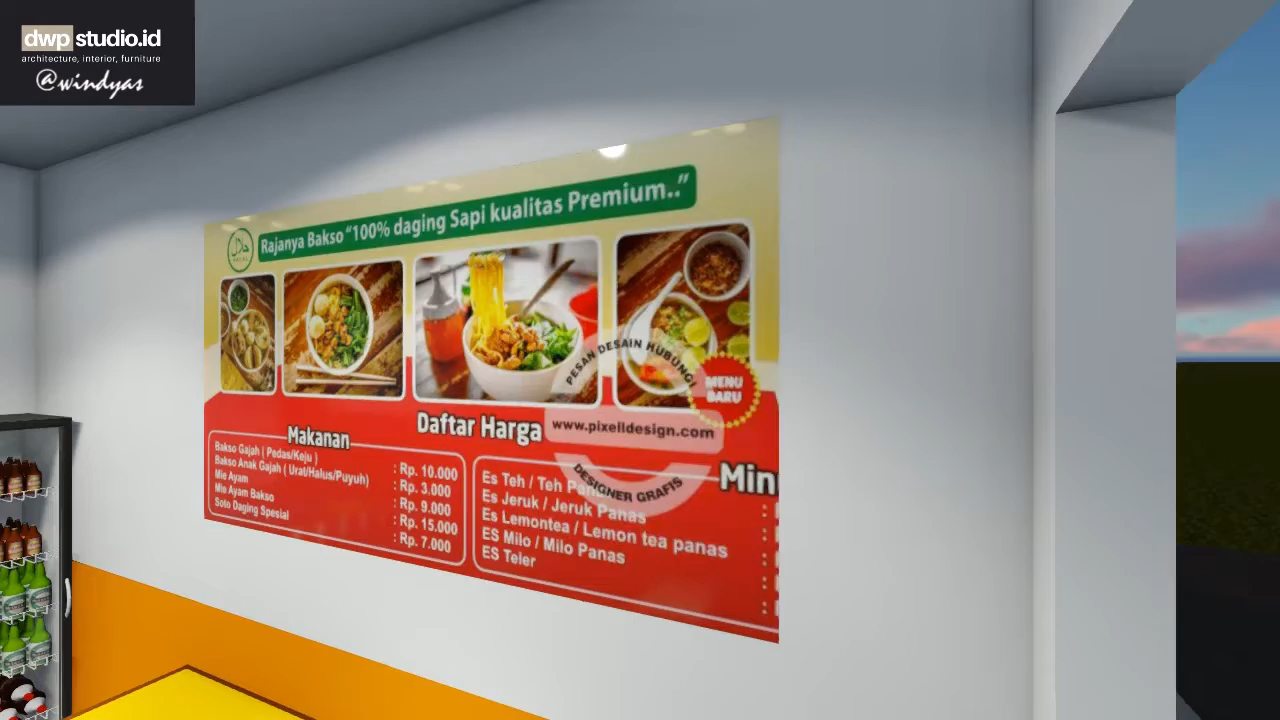 dwp studio.id
architecture, interior, furniture
@windyas
Rajanya Bakso "100% daging Sapi kualitas Premium.."
حلال
HALAL
PESAN DESAIN HUBUNGI
MENU
BARU
www.pixelldesign.com
DESIGNER GRAFIS
Daftar Harga
Makanan
Bakso Gajah ( Pedas/Keju ) : Rp. 10.000
Bakso Anak Gajah ( Urat/Halus/Puyuh) : Rp. 3.000
Mie Ayam : Rp. 9.000
Mie Ayam Bakso : Rp. 15.000
Soto Daging Spesial : Rp. 7.000
Min
Es Teh / Teh Panas
Es Jeruk / Jeruk Panas
Es Lemontea / Lemon tea panas
ES Milo / Milo Panas
ES Teler